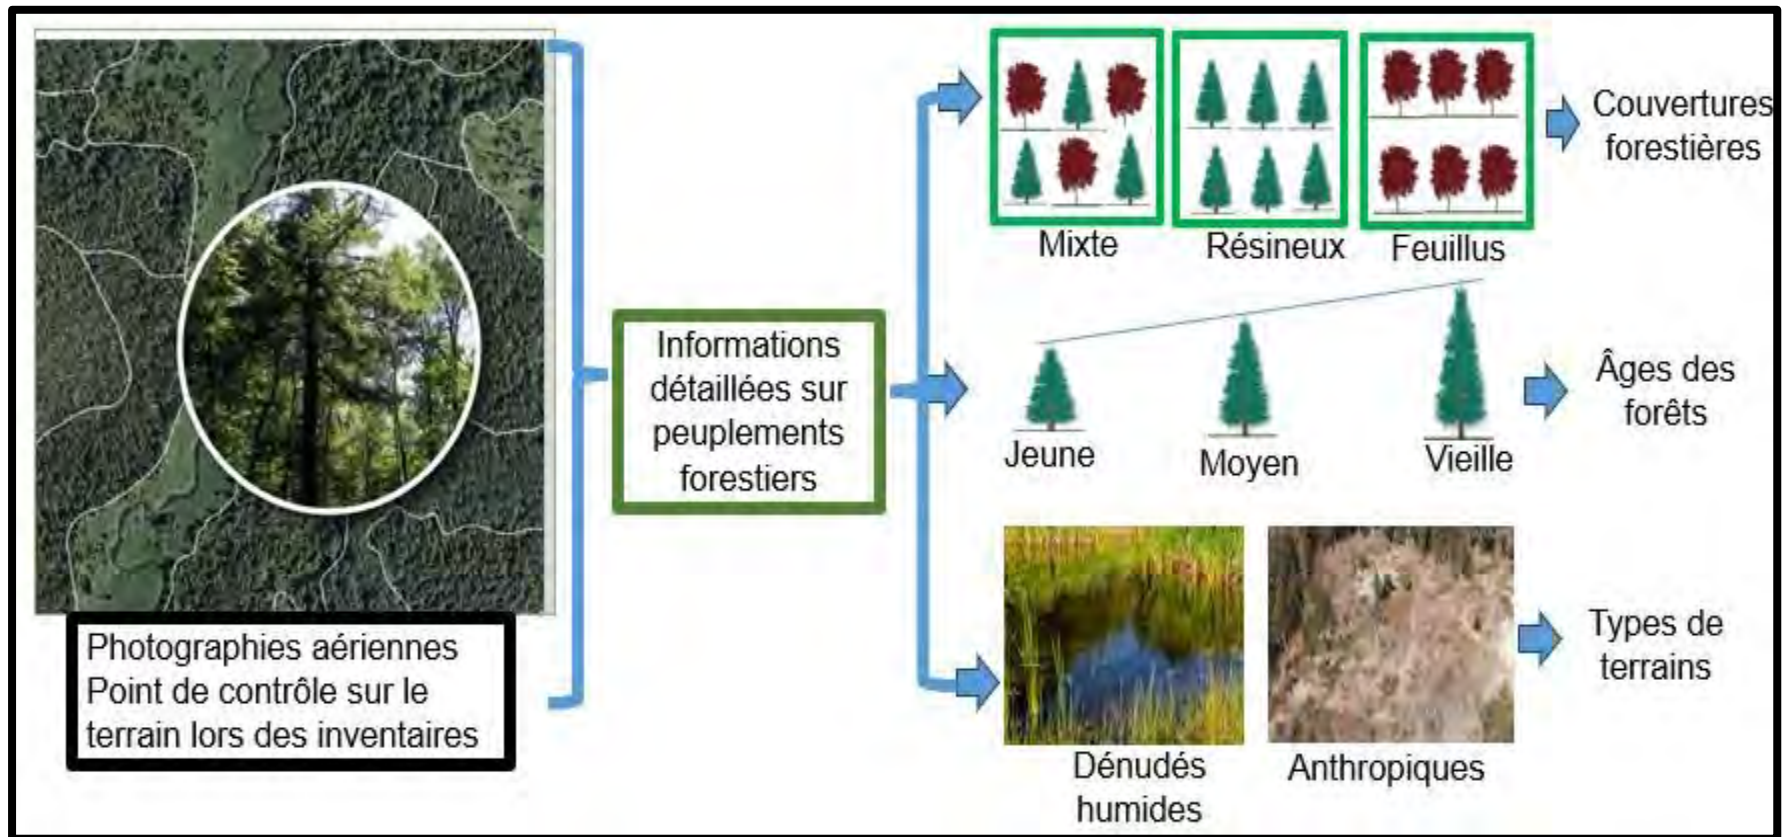 Photographies aériennes
Point de contrôle sur le
terrain lors des inventaires
Informations
détaillées sur
peuplements
forestiers
Mixte
Résineux
Feuillus
Couvertures
forestières
Jeune
Moyen
Vieille
Âges des
forêts
Dénudés
humides
Anthropiques
Types de
terrains